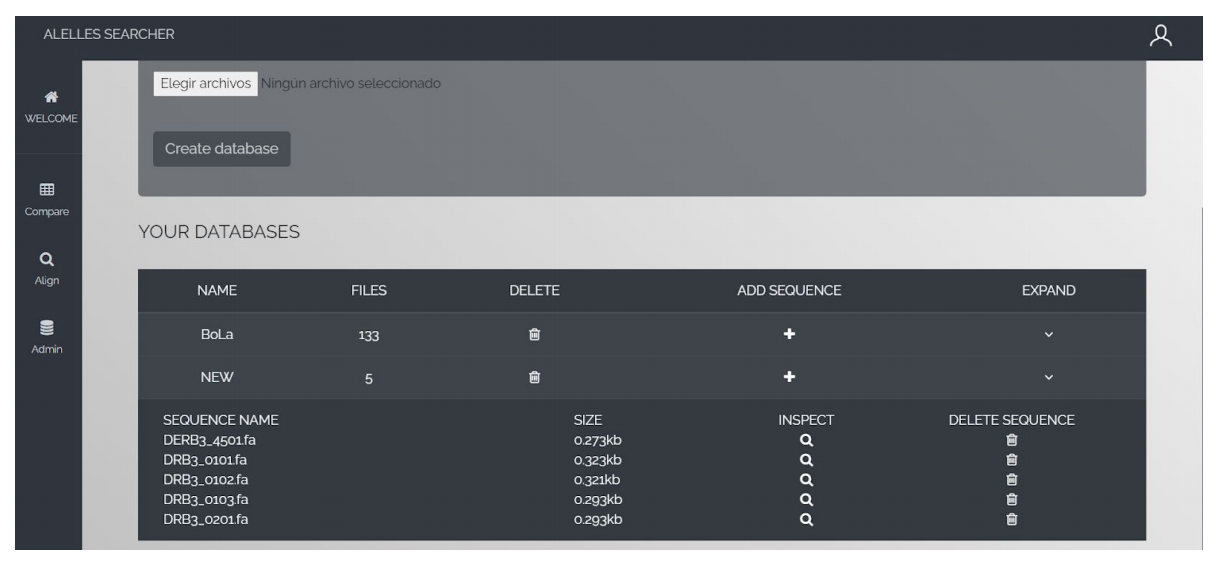 ALELLES SEARCHER
WELCOME
Compare
Align
Admin
Elegir archivos Ningún archivo seleccionado
Create database
YOUR DATABASES
NAME FILES DELETE ADD SEQUENCE EXPAND
BoLa 133
NEW 5
SEQUENCE NAME SIZE INSPECT DELETE SEQUENCE
DERB3_4501.fa 0.273kb
DRB3_0101.fa 0.323kb
DRB3_0102.fa 0.321kb
DRB3_0103.fa 0.293kb
DRB3_0201.fa 0.293kb